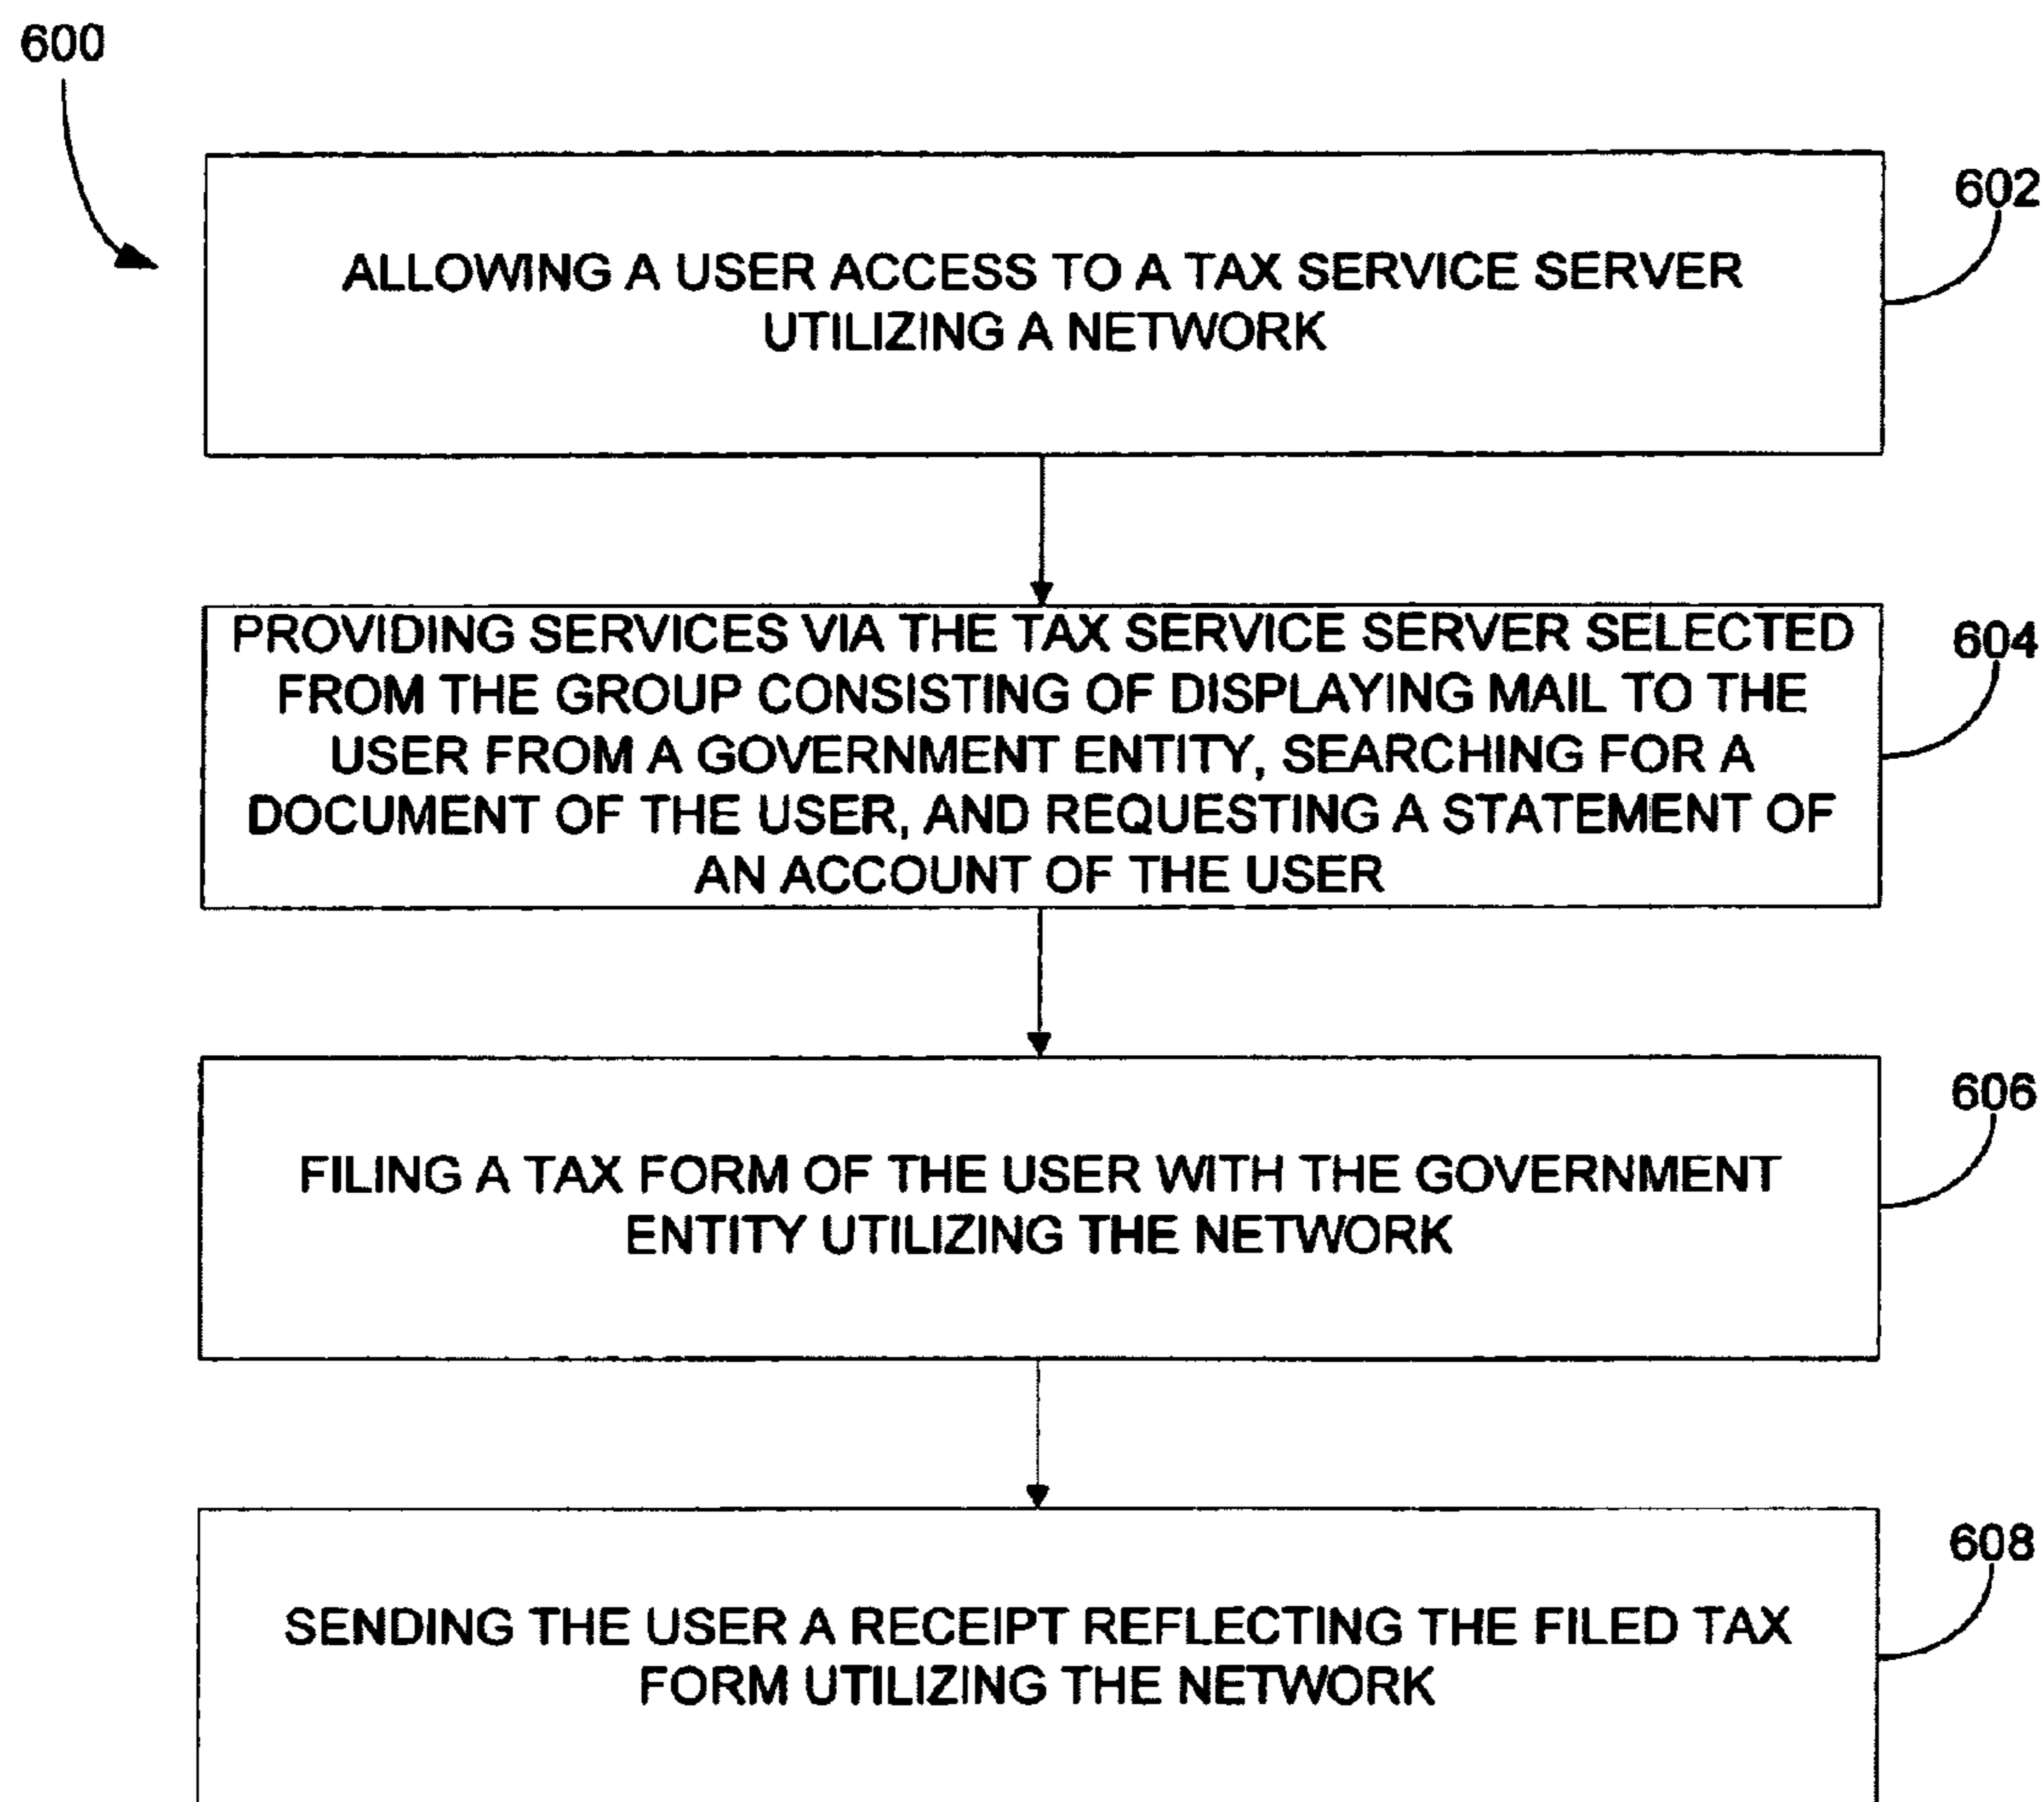 600
602
ALLOWING A USER ACCESS TO A TAX SERVICE SERVER
UTILIZING A NETWORK
604
PROVIDING SERVICES VIA THE TAX SERVICE SERVER SELECTED
FROM THE GROUP CONSISTING OF DISPLAYING MAIL TO THE
USER FROM A GOVERNMENT ENTITY, SEARCHING FOR A
DOCUMENT OF THE USER, AND REQUESTING A STATEMENT OF
AN ACCOUNT OF THE USER
606
FILING A TAX FORM OF THE USER WITH THE GOVERNMENT
ENTITY UTILIZING THE NETWORK
608
SENDING THE USER A RECEIPT REFLECTING THE FILED TAX
FORM UTILIZING THE NETWORK